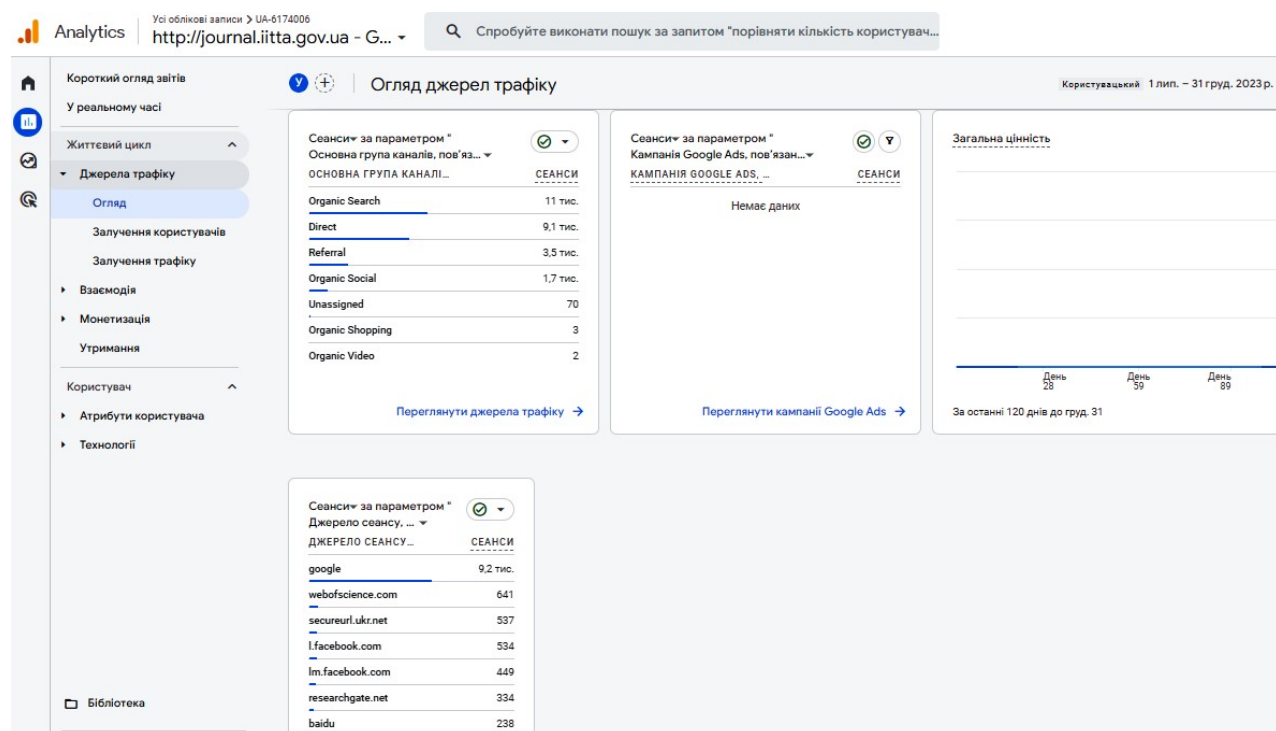 Усі облікові записи > UA-6174006
Analytics
http://journal.iitta.gov.ua - G...
Спробуйте виконати пошук за запитом "порівняти кількість користувач...
Короткий огляд звітів
У реальному часі
Життєвий цикл
Джерела трафіку
Огляд
Залучення користувачів
Залучення трафіку
Взаємодія
Монетизація
Утримання
Користувач
Атрибути користувача
Технології
Бібліотека
У
Огляд джерел трафіку
Користувацький 1 лип. – 31 груд. 2023 р.
Сеанси за параметром "
Основна група каналів, пов'яз...
ОСНОВНА ГРУПА КАНАЛІ... СЕАНСИ
Organic Search 11 тис.
Direct 9,1 тис.
Referral 3,5 тис.
Organic Social 1,7 тис.
Unassigned 70
Organic Shopping 3
Organic Video 2
Переглянути джерела трафіку →
Сеанси за параметром "
Кампанія Google Ads, пов'язан...
КАМПАНІЯ GOOGLE ADS, ... СЕАНСИ
Немає даних
Переглянути кампанії Google Ads →
Загальна цінність
День 28
День 59
День 89
За останні 120 днів до груд. 31
Сеанси за параметром "
Джерело сеансу, ...
ДЖЕРЕЛО СЕАНСУ... СЕАНСИ
google 9,2 тис.
webofscience.com 641
secureurl.ukr.net 537
l.facebook.com 534
lm.facebook.com 449
researchgate.net 334
baidu 238